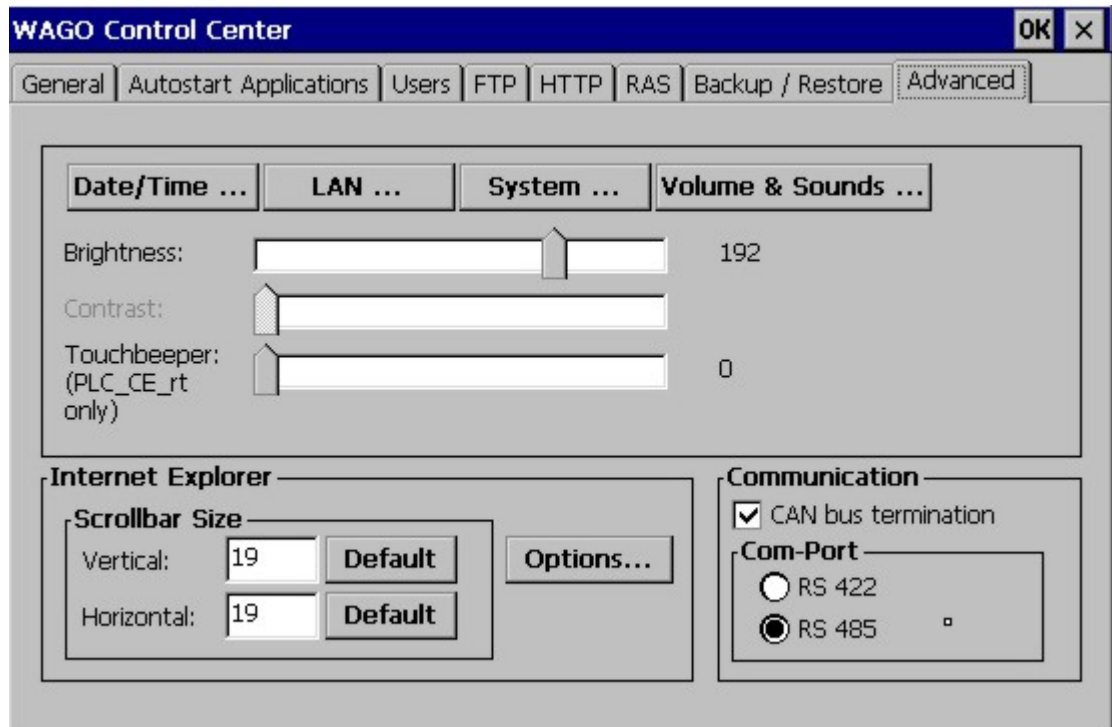 WAGO Control Center OK
General Autostart Applications Users FTP HTTP RAS Backup / Restore Advanced
Date/Time ... LAN ... System ... Volume & Sounds ...
Brightness: 192
Contrast:
Touchbeeper: 0
(PLC_CE_rt
only)
Internet Explorer
Scrollbar Size
Vertical: 19 Default Options...
Horizontal: 19 Default
Communication
CAN bus termination
Com-Port
RS 422
RS 485